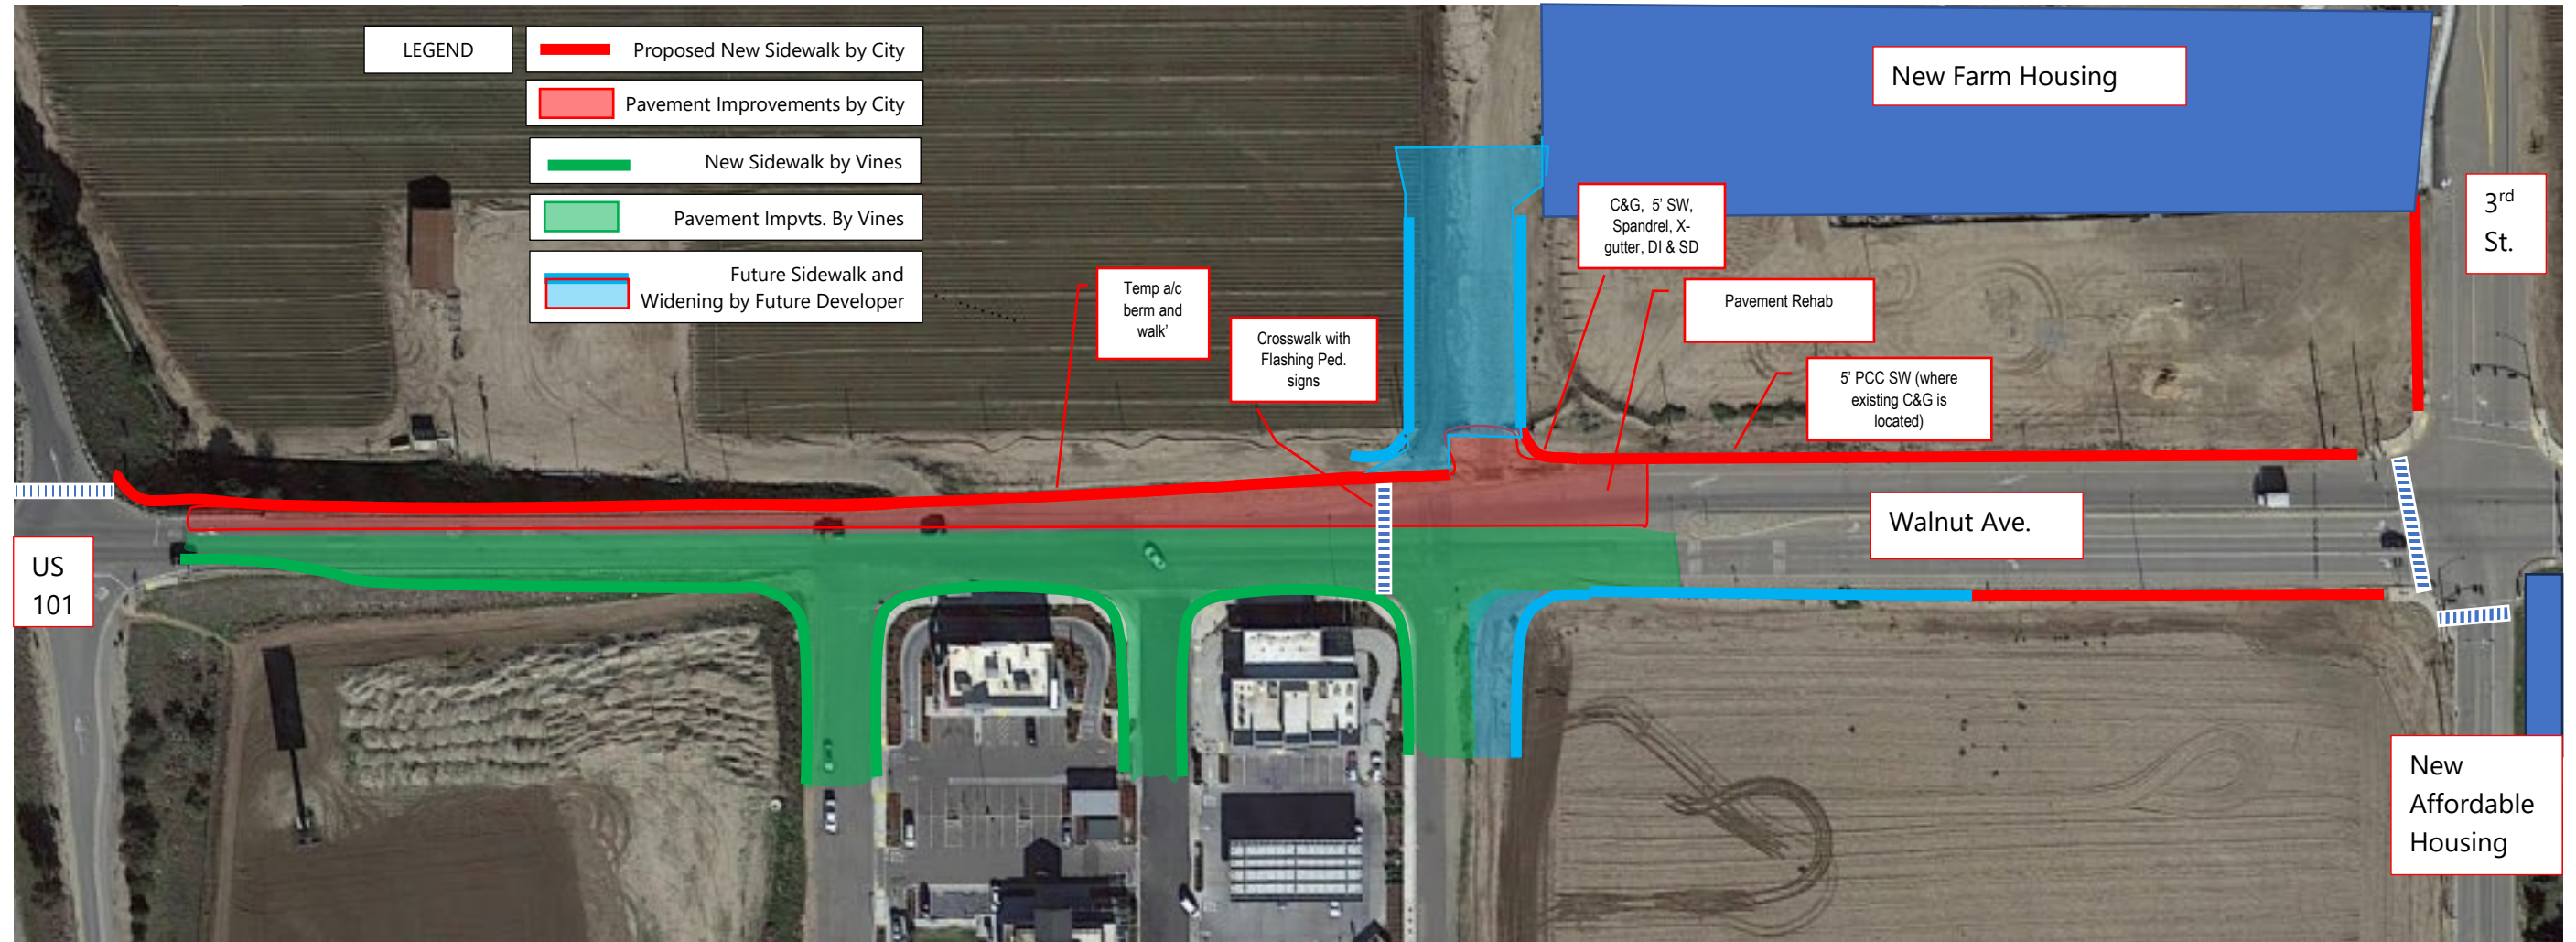 LEGEND
Proposed New Sidewalk by City
Pavement Improvements by City
New Sidewalk by Vines
Pavement Impvts. By Vines
Future Sidewalk and
Widening by Future Developer
New Farm Housing
3rd
St.
C&G, 5' SW,
Spandrel, X-
gutter, DI & SD
Temp a/c
berm and
walk'
Crosswalk with
Flashing Ped.
signs
Pavement Rehab
5' PCC SW (where
existing C&G is
located)
Walnut Ave.
US
101
New
Affordable
Housing